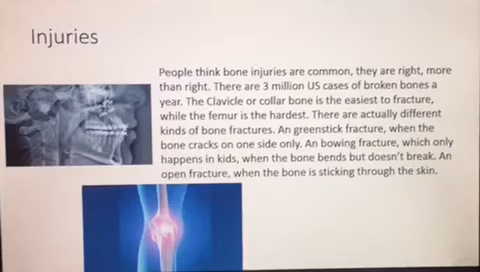 Injuries
People think bone injuries are common, they are right, more
than right. There are 3 million US cases of broken bones a
year. The Clavicle or collar bone is the easiest to fracture,
while the femur is the hardest. There are actually different
kinds of bone fractures. An greenstick fracture, when the
bone cracks on one side only. An bowing fracture, which only
happens in kids, when the bone bends but doesn't break. An
open fracture, when the bone is sticking through the skin.